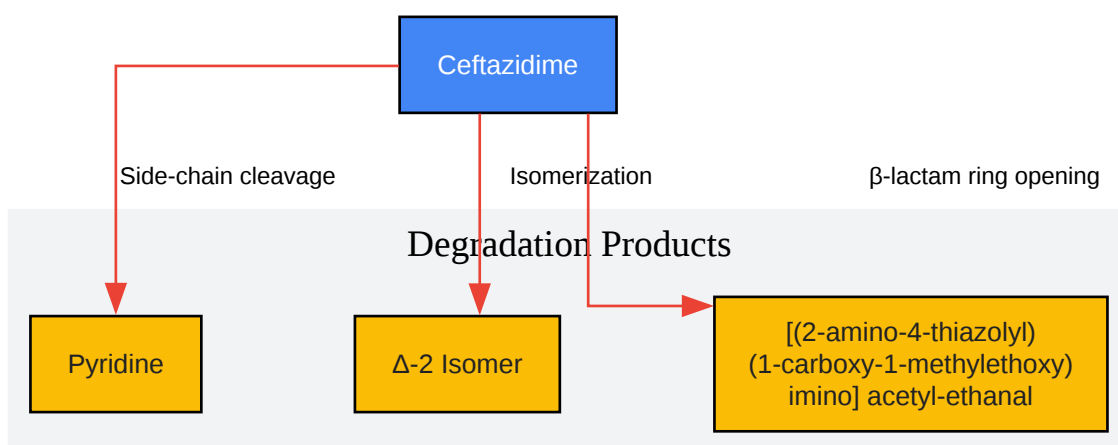 Ceftazidime
Side-chain cleavage
Isomerization
β-lactam ring opening
Degradation Products
Pyridine
Δ-2 Isomer
[(2-amino-4-thiazolyl)
(1-carboxy-1-methylethoxy)
imino] acetyl-ethanal